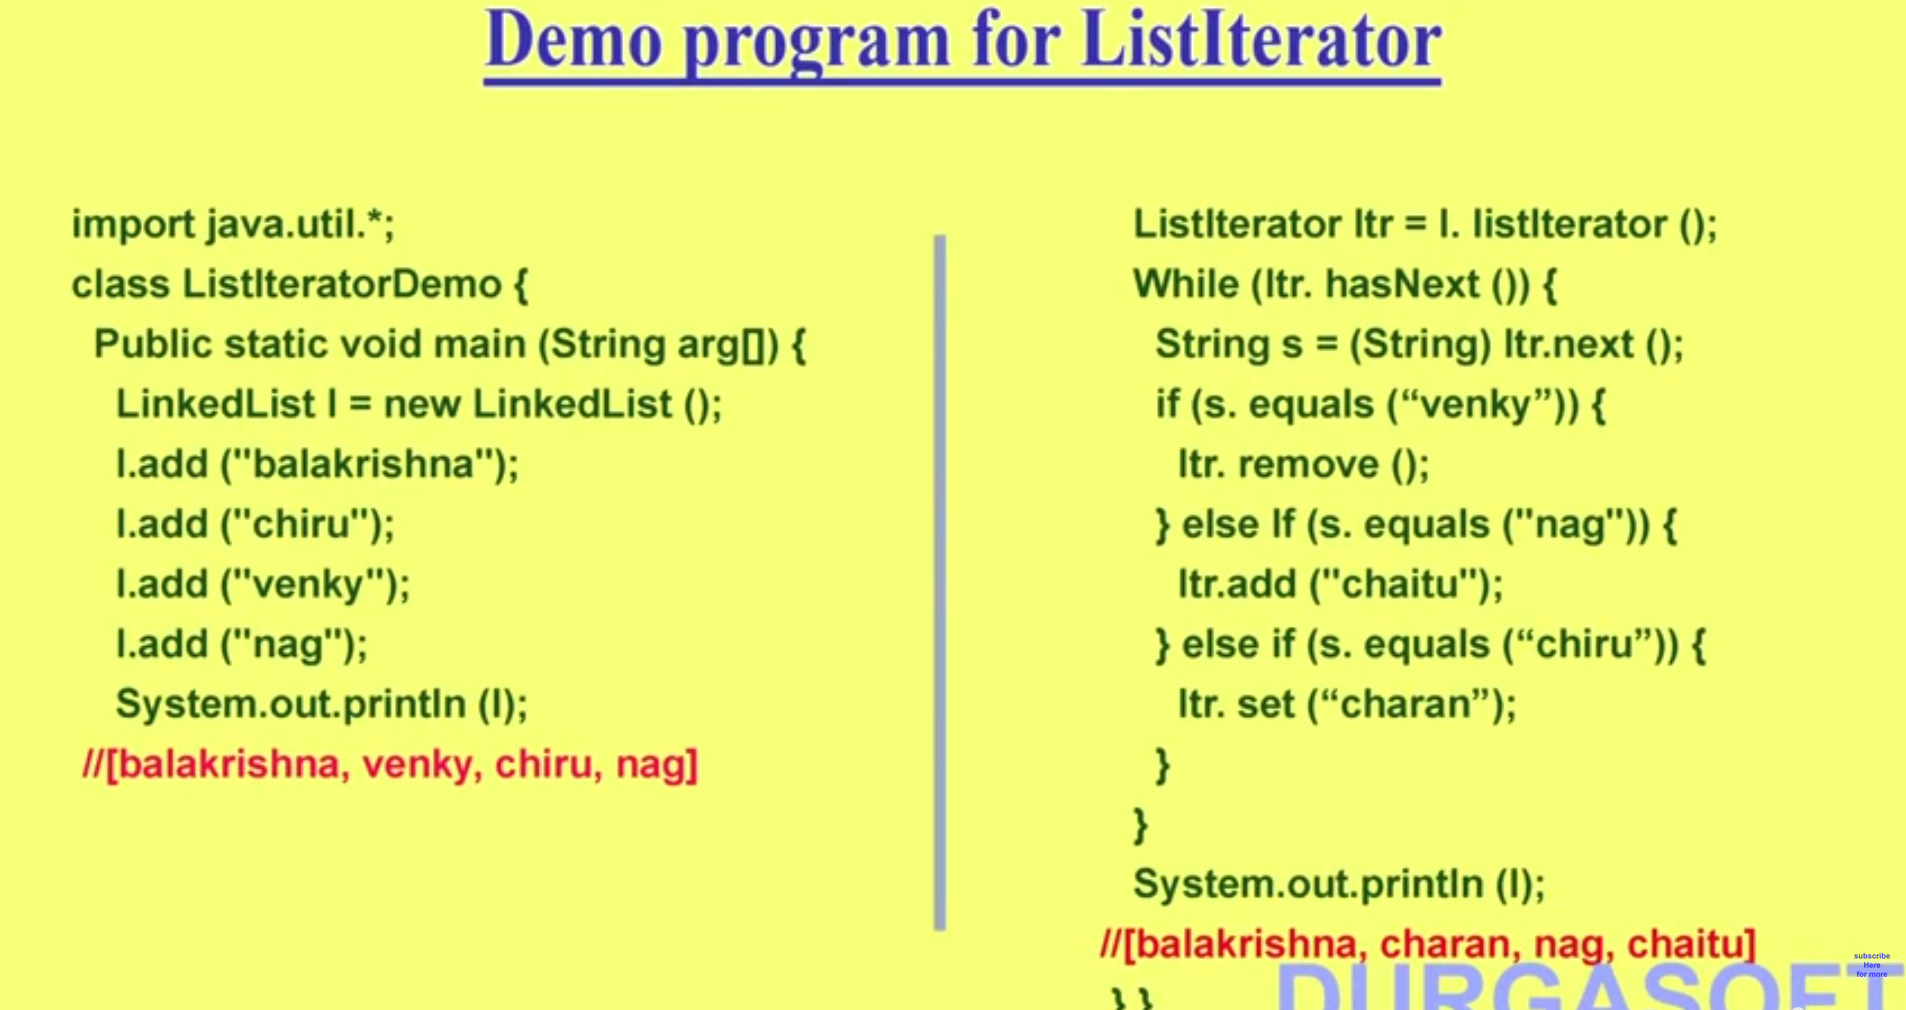 Demo program for ListIterator
import java.util.*;
class ListIteratorDemo {
Public static void main (String arg[]) {
LinkedList l = new LinkedList ();
l.add ("balakrishna");
l.add ("chiru");
l.add ("venky");
l.add ("nag");
System.out.println (l);
//[balakrishna, venky, chiru, nag]
ListIterator ltr = l. listIterator ();
While (ltr. hasNext ()) {
String s = (String) ltr.next ();
if (s. equals (“venky”)) {
ltr. remove ();
} else If (s. equals ("nag")) {
ltr.add ("chaitu");
} else if (s. equals (“chiru”)) {
ltr. set (“charan”);
}
}
System.out.println (l);
//[balakrishna, charan, nag, chaitu]
} }
DURGASOFT
subscribe
Here
for more